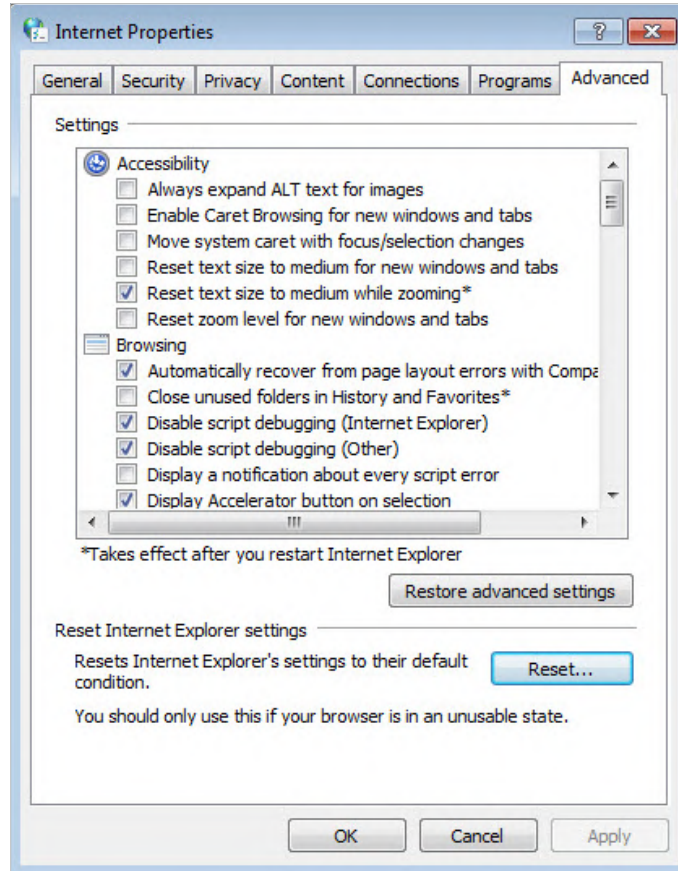 Internet Properties
General Security Privacy Content Connections Programs Advanced
Settings
Accessibility
Always expand ALT text for images
Enable Caret Browsing for new windows and tabs
Move system caret with focus/selection changes
Reset text size to medium for new windows and tabs
Reset text size to medium while zooming*
Reset zoom level for new windows and tabs
Browsing
Automatically recover from page layout errors with Compa
Close unused folders in History and Favorites*
Disable script debugging (Internet Explorer)
Disable script debugging (Other)
Display a notification about every script error
Display Accelerator button on selection
*Takes effect after you restart Internet Explorer
Restore advanced settings
Reset Internet Explorer settings
Resets Internet Explorer's settings to their default
condition.
Reset...
You should only use this if your browser is in an unusable state.
OK Cancel Apply